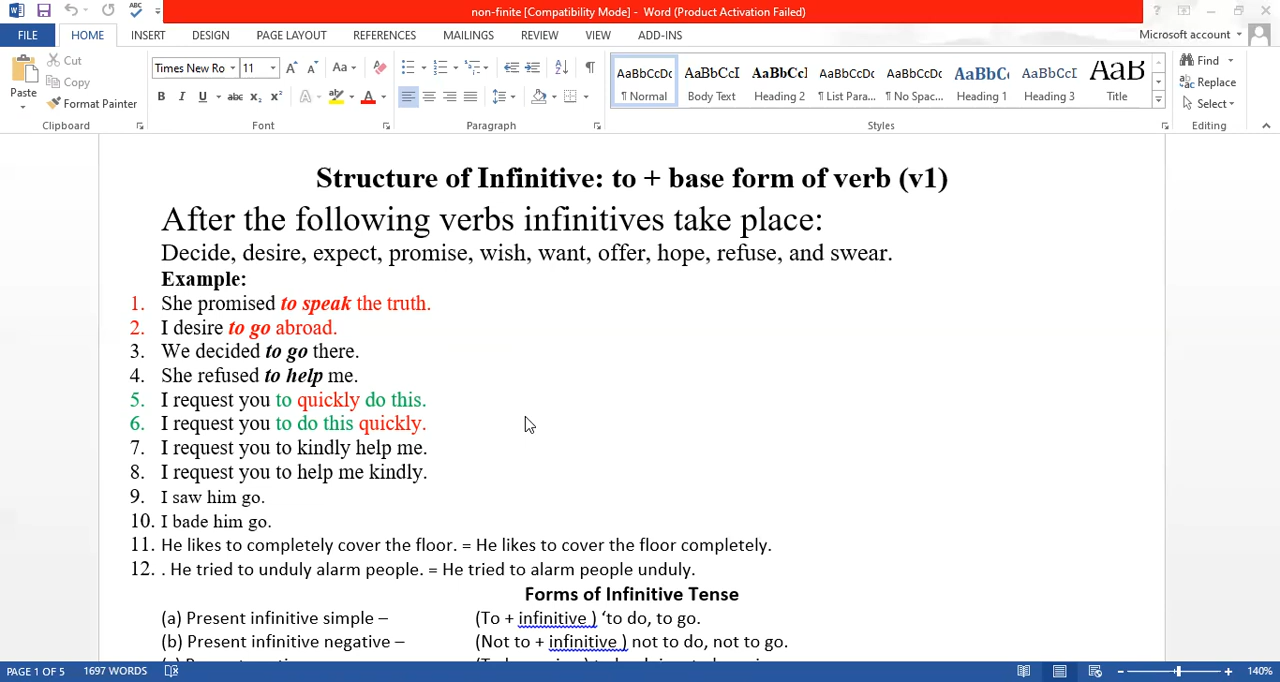 ABC
non-finite [Compatibility Mode] - Word (Product Activation Failed)
?
FILE HOME INSERT DESIGN PAGE LAYOUT REFERENCES MAILINGS REVIEW VIEW ADD-INS Microsoft account
Paste
Cut
Copy
Format Painter
Clipboard
Times New Ro 11 A A Aa
B I U abc X₂ X² A ab A
Font
Paragraph
AaBbCcDc AaBbCcI AaBbCcI AaBbCcDc AaBbCcDc AaBbC AaBbCcI AaB
¶ Normal Body Text Heading 2 ¶ List Para... ¶ No Spac... Heading 1 Heading 3 Title
Styles
Find
Replace
Select
Editing
Structure of Infinitive: to + base form of verb (v1)
After the following verbs infinitives take place:
Decide, desire, expect, promise, wish, want, offer, hope, refuse, and swear.
Example:
1. She promised to speak the truth.
2. I desire to go abroad.
3. We decided to go there.
4. She refused to help me.
5. I request you to quickly do this.
6. I request you to do this quickly.
7. I request you to kindly help me.
8. I request you to help me kindly.
9. I saw him go.
10. I bade him go.
11. He likes to completely cover the floor. = He likes to cover the floor completely.
12. . He tried to unduly alarm people. = He tried to alarm people unduly.
Forms of Infinitive Tense
(a) Present infinitive simple – (To + infinitive ) ‘to do, to go.
(b) Present infinitive negative – (Not to + infinitive ) not to do, not to go.
PAGE 1 OF 5 1697 WORDS 140%